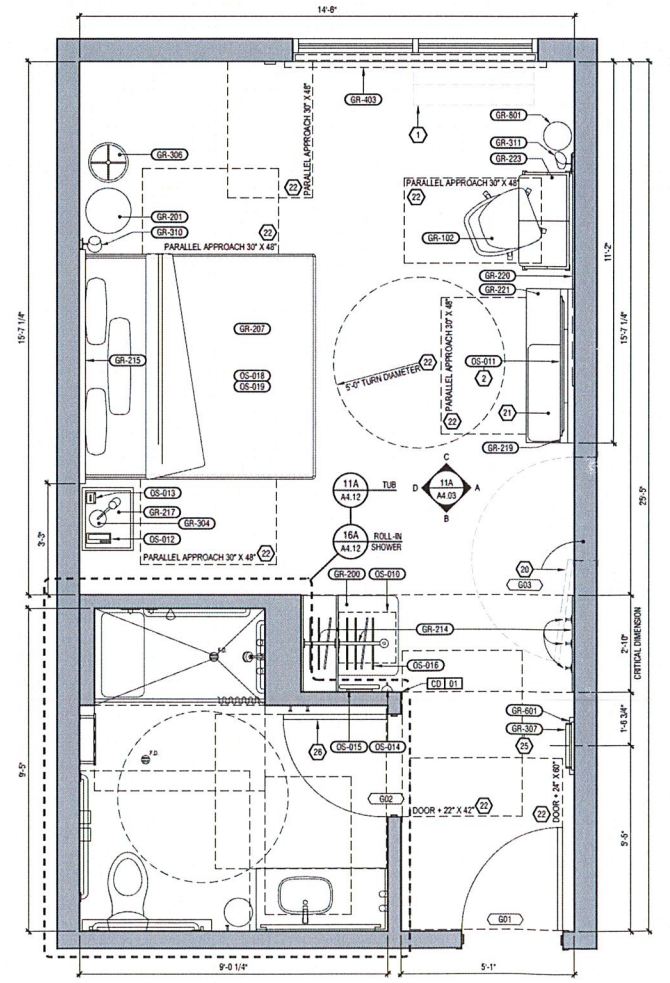 14'-6"
GR-403
1
GR-801
GR-311
GR-223
GR-306
PARALLEL APPROACH 30" X 48"
22
PARALLEL APPROACH 30" X 48"
22
GR-201
GR-310
22
PARALLEL APPROACH 30" X 48"
GR-102
11'-2"
GR-220
GR-221
15'-7 1/4"
GR-207
GR-215
OS-018
OS-019
5'-0" TURN DIAMETER
22
PARALLEL APPROACH 30" X 48"
22
OS-011
2
21
15'-7 1/4"
GR-219
25'-5"
C
11A
A4.12
TUB
D
11A
A4.03
A
B
OS-013
GR-217
GR-304
OS-012
3'-3"
16A
A4.12
ROLL-IN
SHOWER
PARALLEL APPROACH 30" X 48"
22
20
G03
GR-200
OS-010
GR-214
2'-10"
CRITICAL DIMENSION
F.D.
OS-016
CD 01
GR-601
GR-307
25
1'-6 3/4"
26
OS-015
OS-014
F.D.
9'-5"
G02
DOOR + 22" X 42"
22
DOOR + 24" X 60"
22
5'-5"
G01
9'-0 1/4"
5'-1"